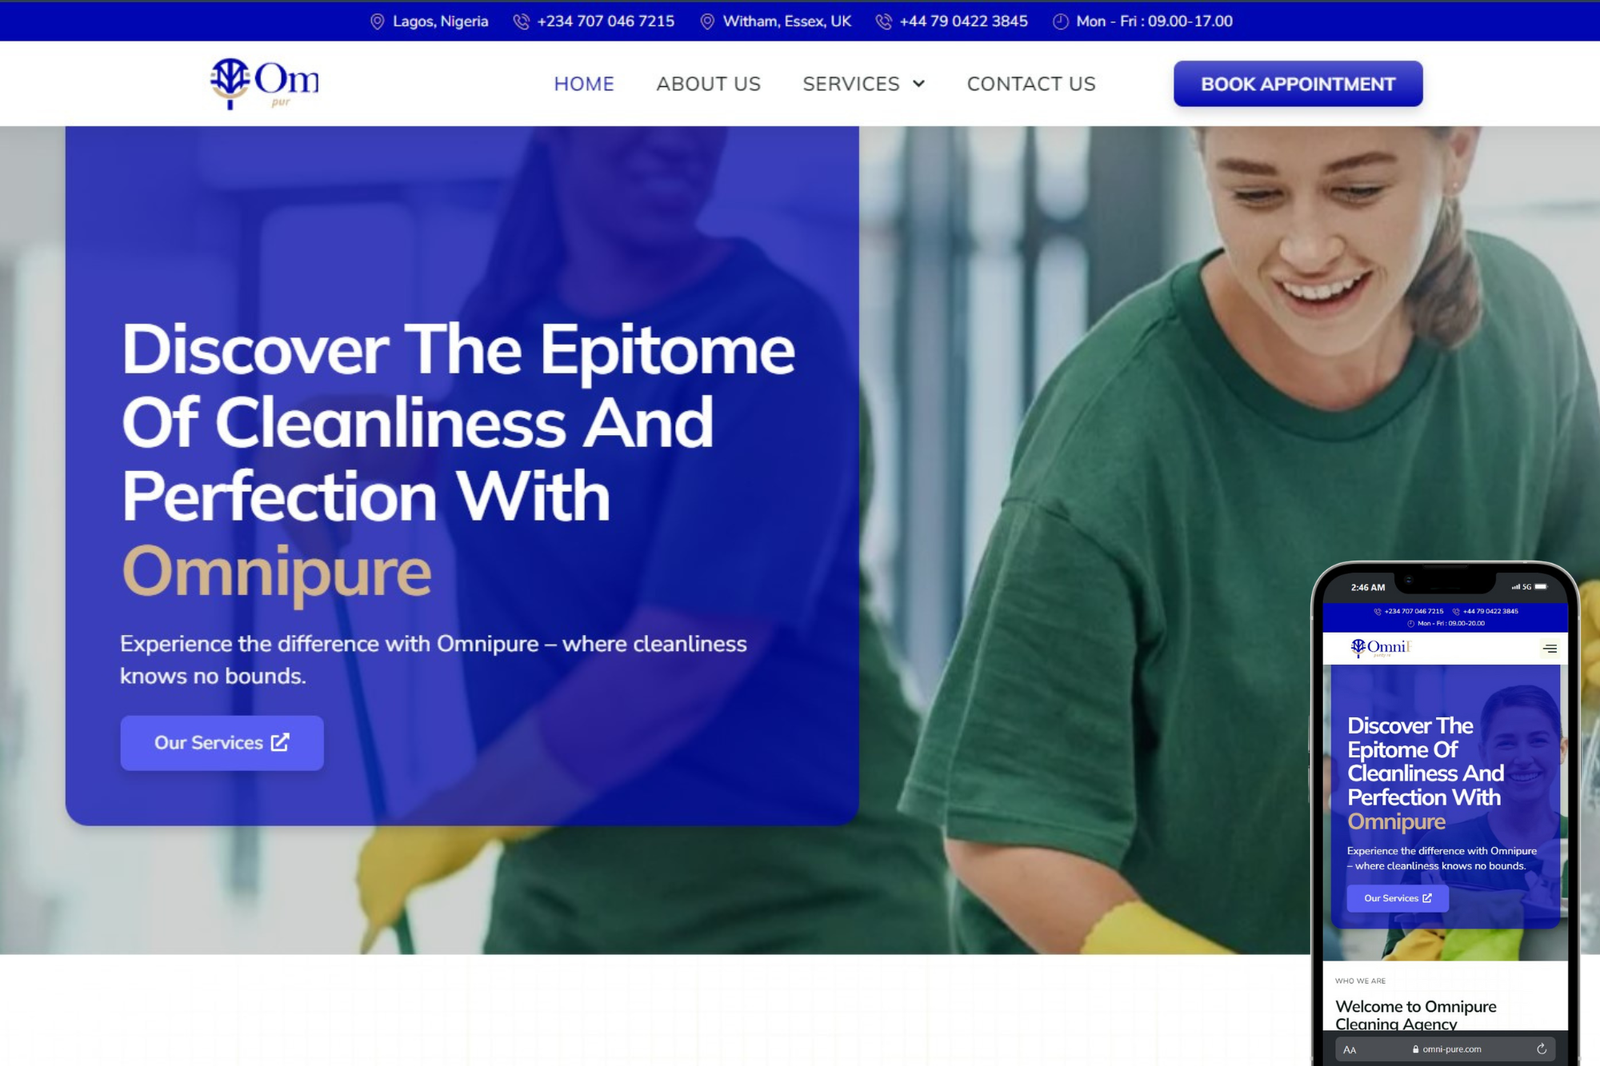 Lagos, Nigeria +234 707 046 7215 Witham, Essex, UK +44 79 0422 3845 Mon - Fri : 09.00-17.00
Om
pur
HOME ABOUT US SERVICES CONTACT US BOOK APPOINTMENT
Discover The Epitome
Of Cleanliness And
Perfection With
Omnipure
Experience the difference with Omnipure – where cleanliness
knows no bounds.
Our Services
2:46 AM 5G
+234 707 046 7215 +44 79 0422 3845
Mon - Fri : 09.00-20.00
Omni
Discover The
Epitome Of
Cleanliness And
Perfection With
Omnipure
Experience the difference with Omnipure
– where cleanliness knows no bounds.
Our Services
WHO WE ARE
Welcome to Omnipure
Cleaning Agency
AA omni-pure.com